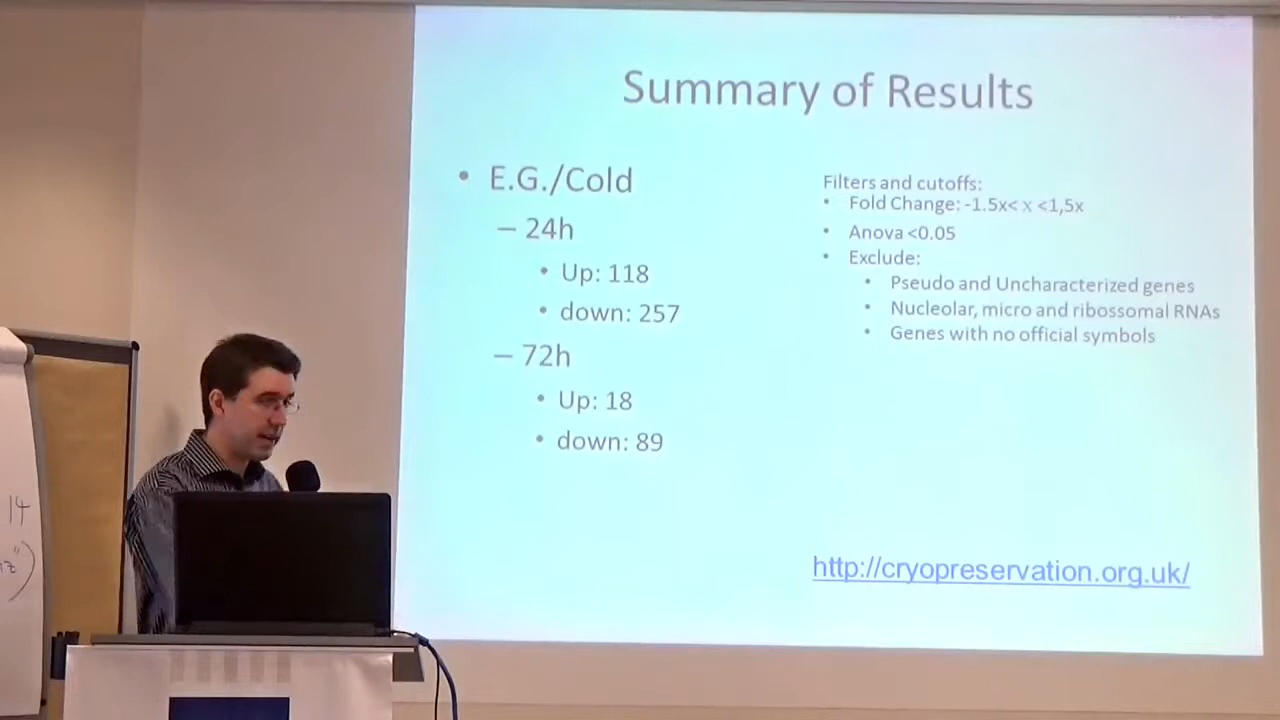 Summary of Results
• E.G./Cold
– 24h
• Up: 118
• down: 257
– 72h
• Up: 18
• down: 89
Filters and cutoffs:
• Fold Change: -1.5x< x <1,5x
• Anova <0.05
• Exclude:
• Pseudo and Uncharacterized genes
• Nucleolar, micro and ribossomal RNAs
• Genes with no official symbols
http://cryopreservation.org.uk/
14